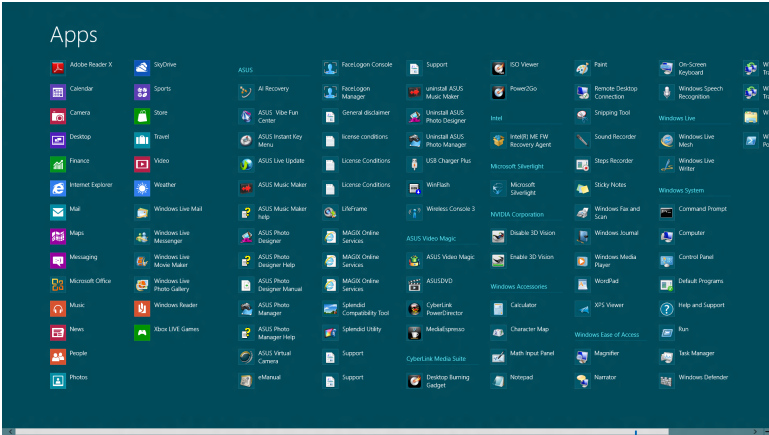 Apps
Adobe Reader X
Calendar
Camera
Desktop
Finance
Internet Explorer
Mail
Maps
Messaging
Microsoft Office
Music
News
People
Photos
SkyDrive
Sports
Store
Travel
Video
Weather
Windows Live Mail
Windows Live
Messenger
Windows Live
Movie Maker
Windows Live
Photo Gallery
Windows Reader
Xbox LIVE Games
ASUS
AI Recovery
ASUS Vibe Fun
Center
ASUS Instant Key
Menu
ASUS Live Update
ASUS Music Maker
ASUS Music Maker
help
ASUS Photo
Designer
ASUS Photo
Designer Help
ASUS Photo
Designer Manual
ASUS Photo
Manager
ASUS Photo
Manager Help
ASUS Virtual
Camera
eManual
FaceLogon Console
FaceLogon
Manager
General disclaimer
license conditions
License Conditions
License Conditions
LifeFrame
MAGIX Online
Services
MAGIX Online
Services
MAGIX Online
Services
Splendid
Compatibility Tool
Splendid Utility
Support
Support
Support
uninstall ASUS
Music Maker
Uninstall ASUS
Photo Designer
Uninstall ASUS
Photo Manager
USB Charger Plus
WinFlash
Wireless Console 3
ASUS Video Magic
ASUS Video Magic
ASUSDVD
CyberLink
PowerDirector
MediaEspresso
CyberLink Media Suite
Desktop Burning
Gadget
ISO Viewer
Power2Go
Intel
Intel(R) ME FW
Recovery Agent
Microsoft Silverlight
Microsoft
Silverlight
NVIDIA Corporation
Disable 3D Vision
Enable 3D Vision
Windows Accessories
Calculator
Character Map
Math Input Panel
Notepad
Paint
Remote Desktop
Connection
Snipping Tool
Sound Recorder
Steps Recorder
Sticky Notes
Windows Fax and
Scan
Windows Journal
Windows Media
Player
WordPad
XPS Viewer
Windows Ease of Access
Magnifier
Narrator
On-Screen
Keyboard
Windows Speech
Recognition
Windows Live
Windows Live
Mesh
Windows Live
Writer
Windows System
Command Prompt
Computer
Control Panel
Default Programs
Help and Support
Run
Task Manager
Windows Defender